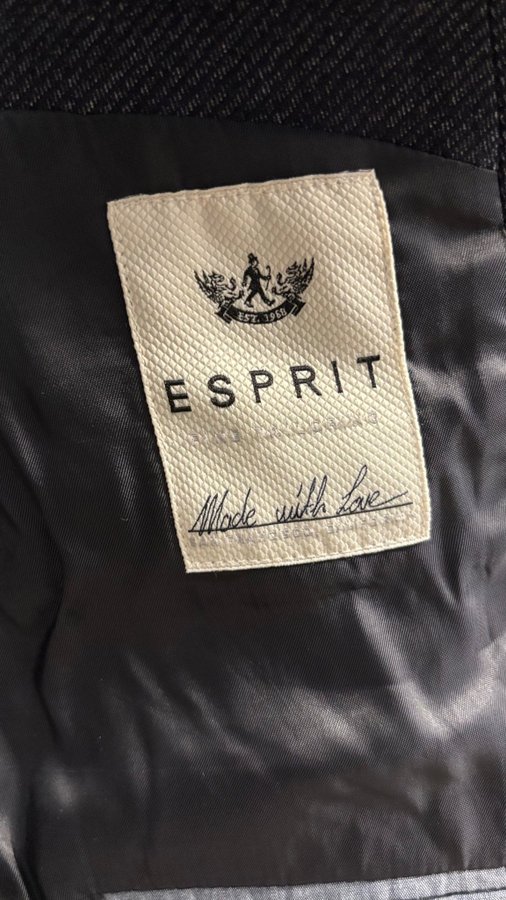 EST. 1968
ESPRIT
FINE TAILORING
Made with Love